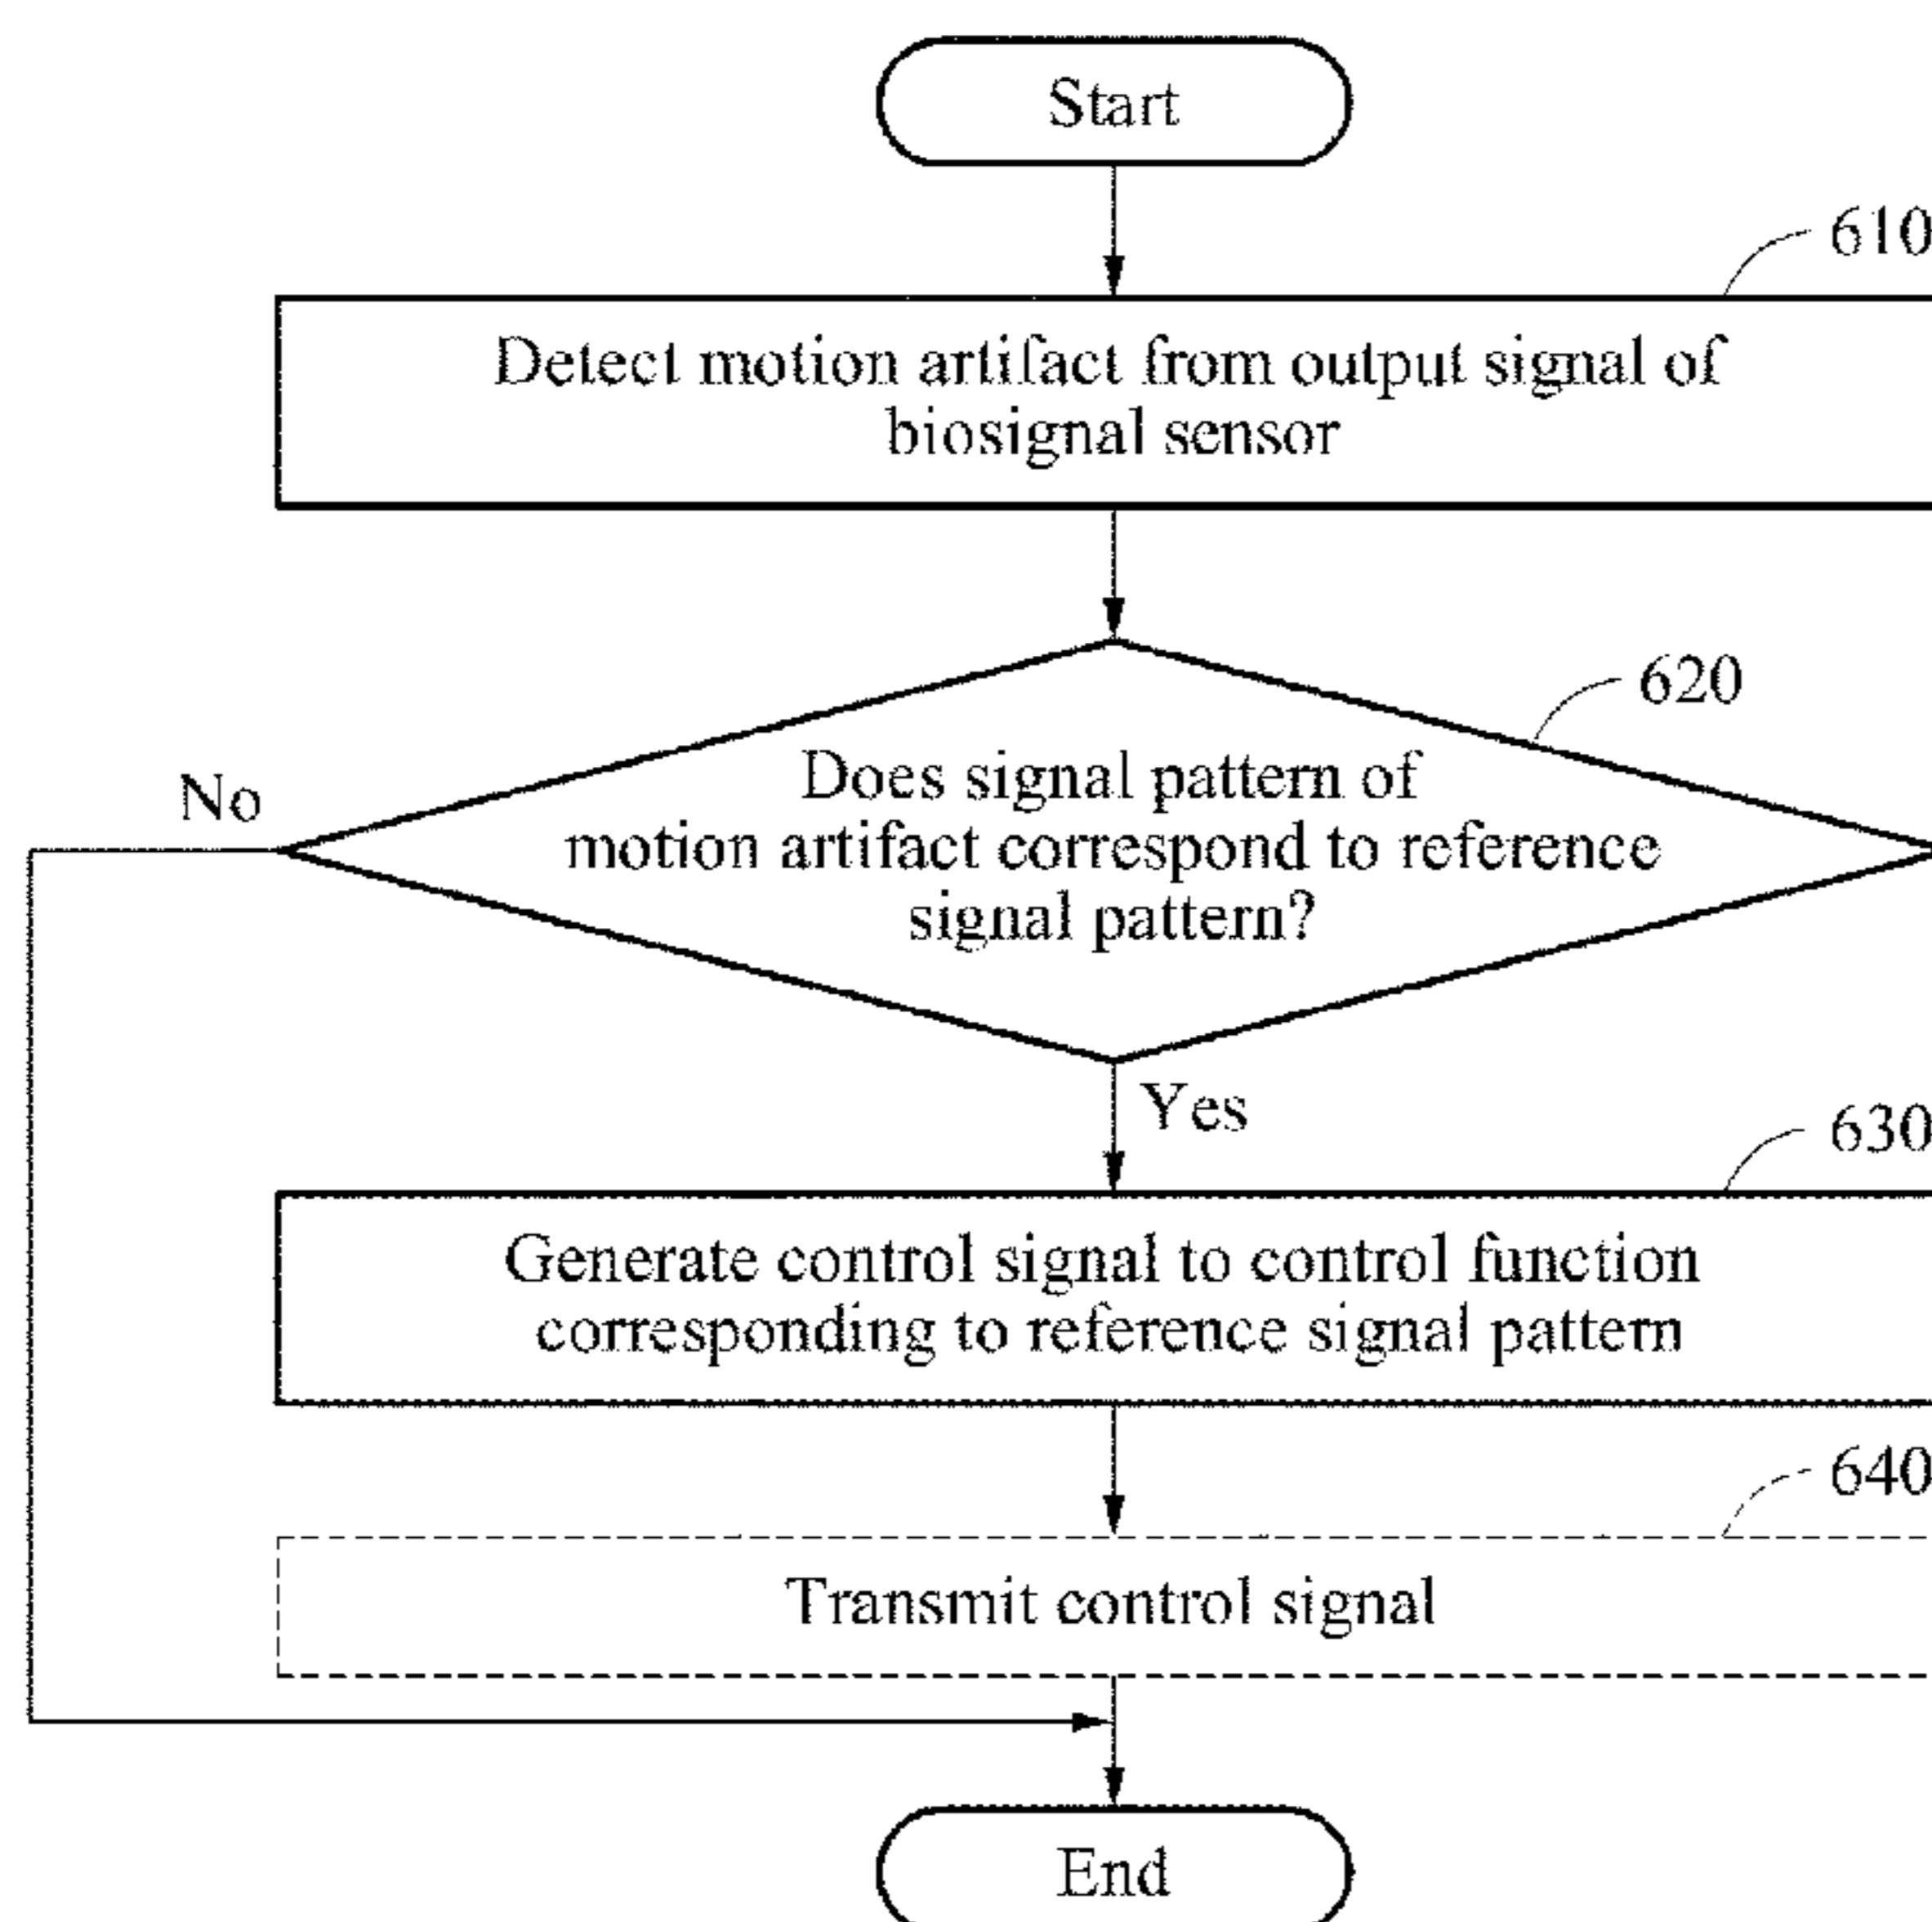 Start
610
Detect motion artifact from output signal of
biosignal sensor
620
Does signal pattern of
motion artifact correspond to reference
signal pattern?
No
Yes
630
Generate control signal to control function
corresponding to reference signal pattern
640
Transmit control signal
End